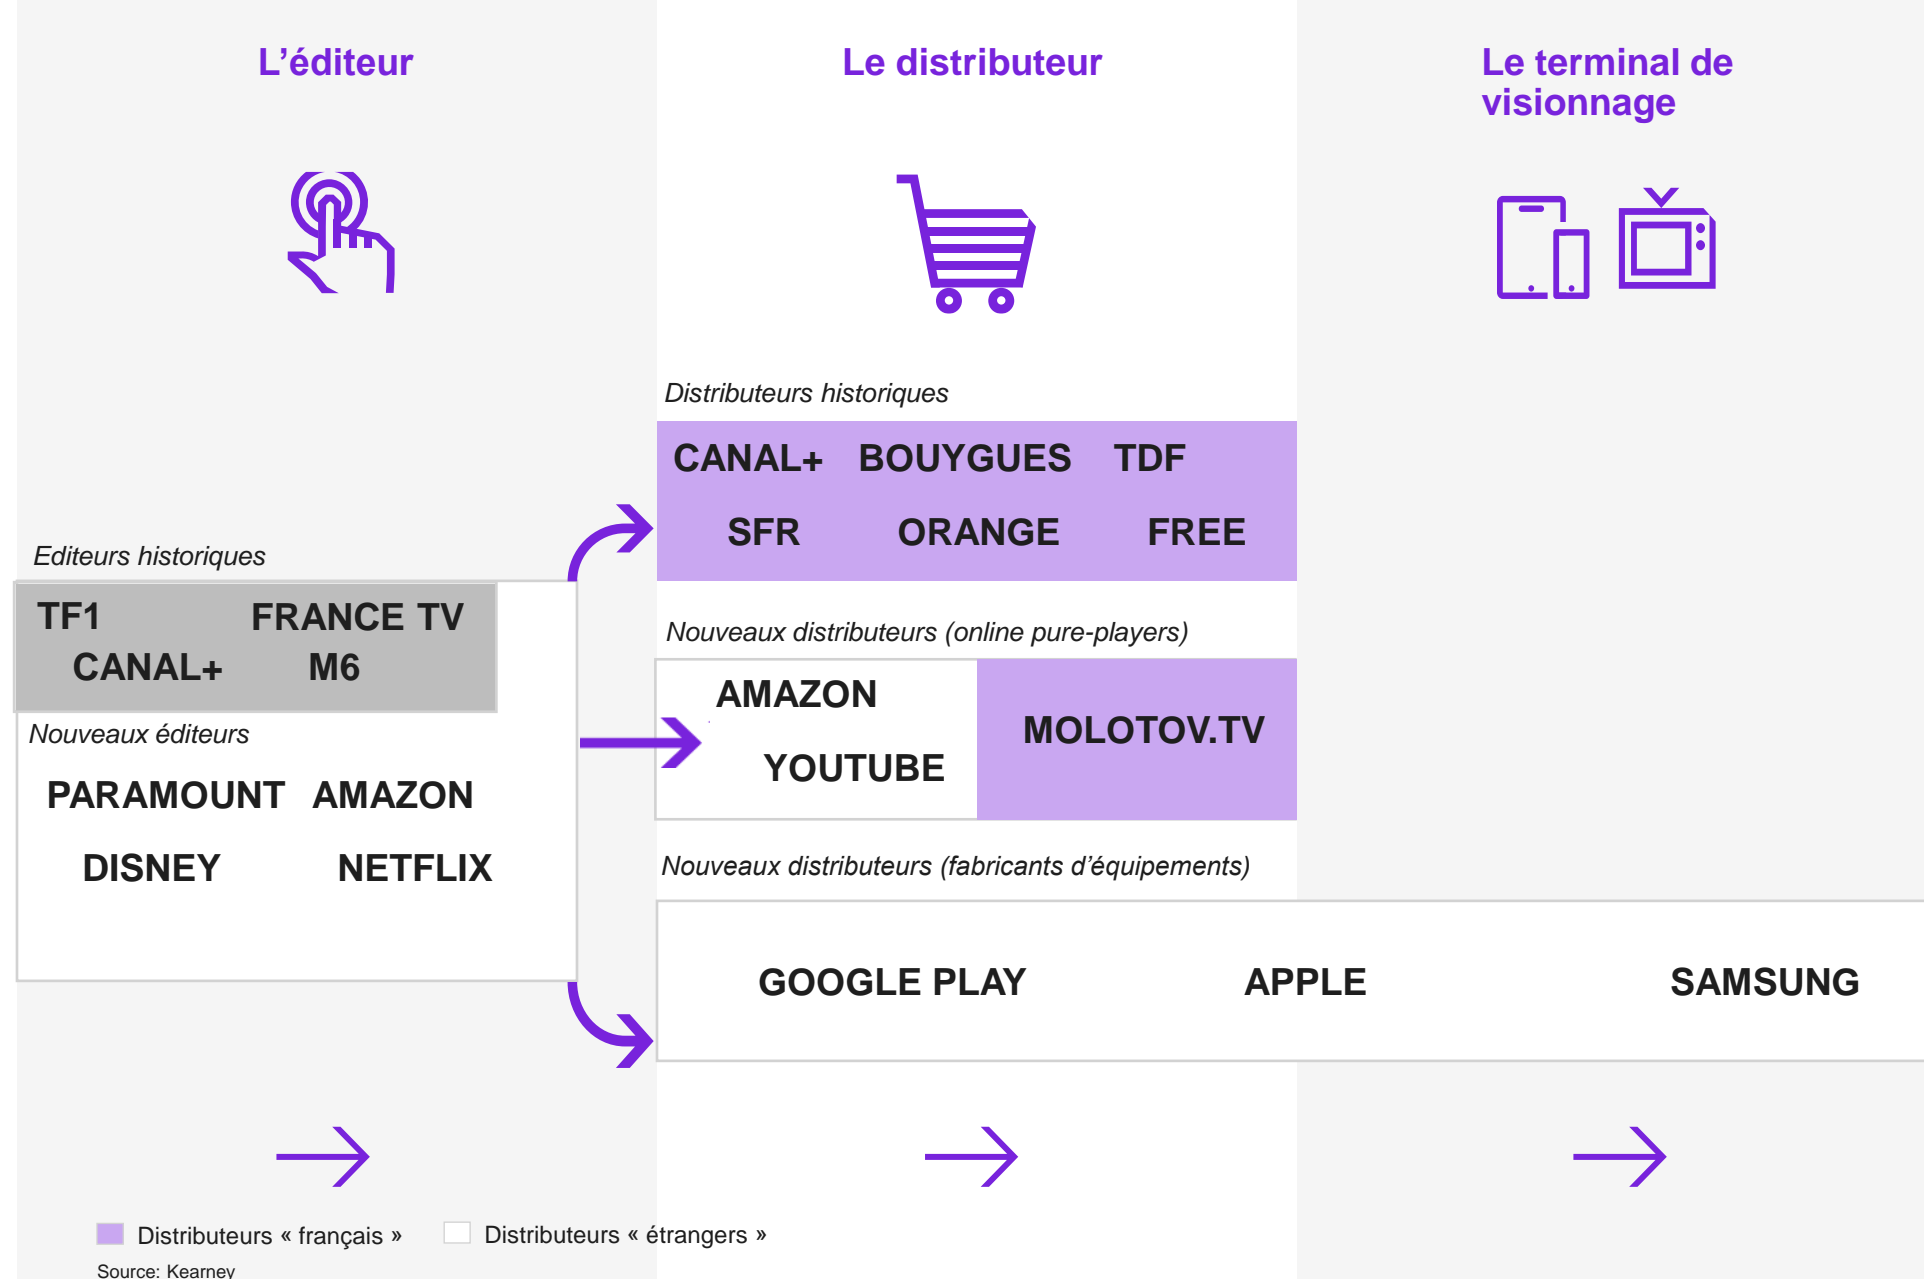 L’éditeur
Le distributeur
Le terminal de
visionnage
Distributeurs historiques
CANAL+ BOUYGUES TDF
SFR ORANGE FREE
Editeurs historiques
TF1 FRANCE TV
CANAL+ M6
Nouveaux éditeurs
PARAMOUNT AMAZON
DISNEY NETFLIX
Nouveaux distributeurs (online pure-players)
AMAZON
YOUTUBE
MOLOTOV.TV
Nouveaux distributeurs (fabricants d’équipements)
GOOGLE PLAY APPLE SAMSUNG
Distributeurs « français »
Distributeurs « étrangers »
Source: Kearney